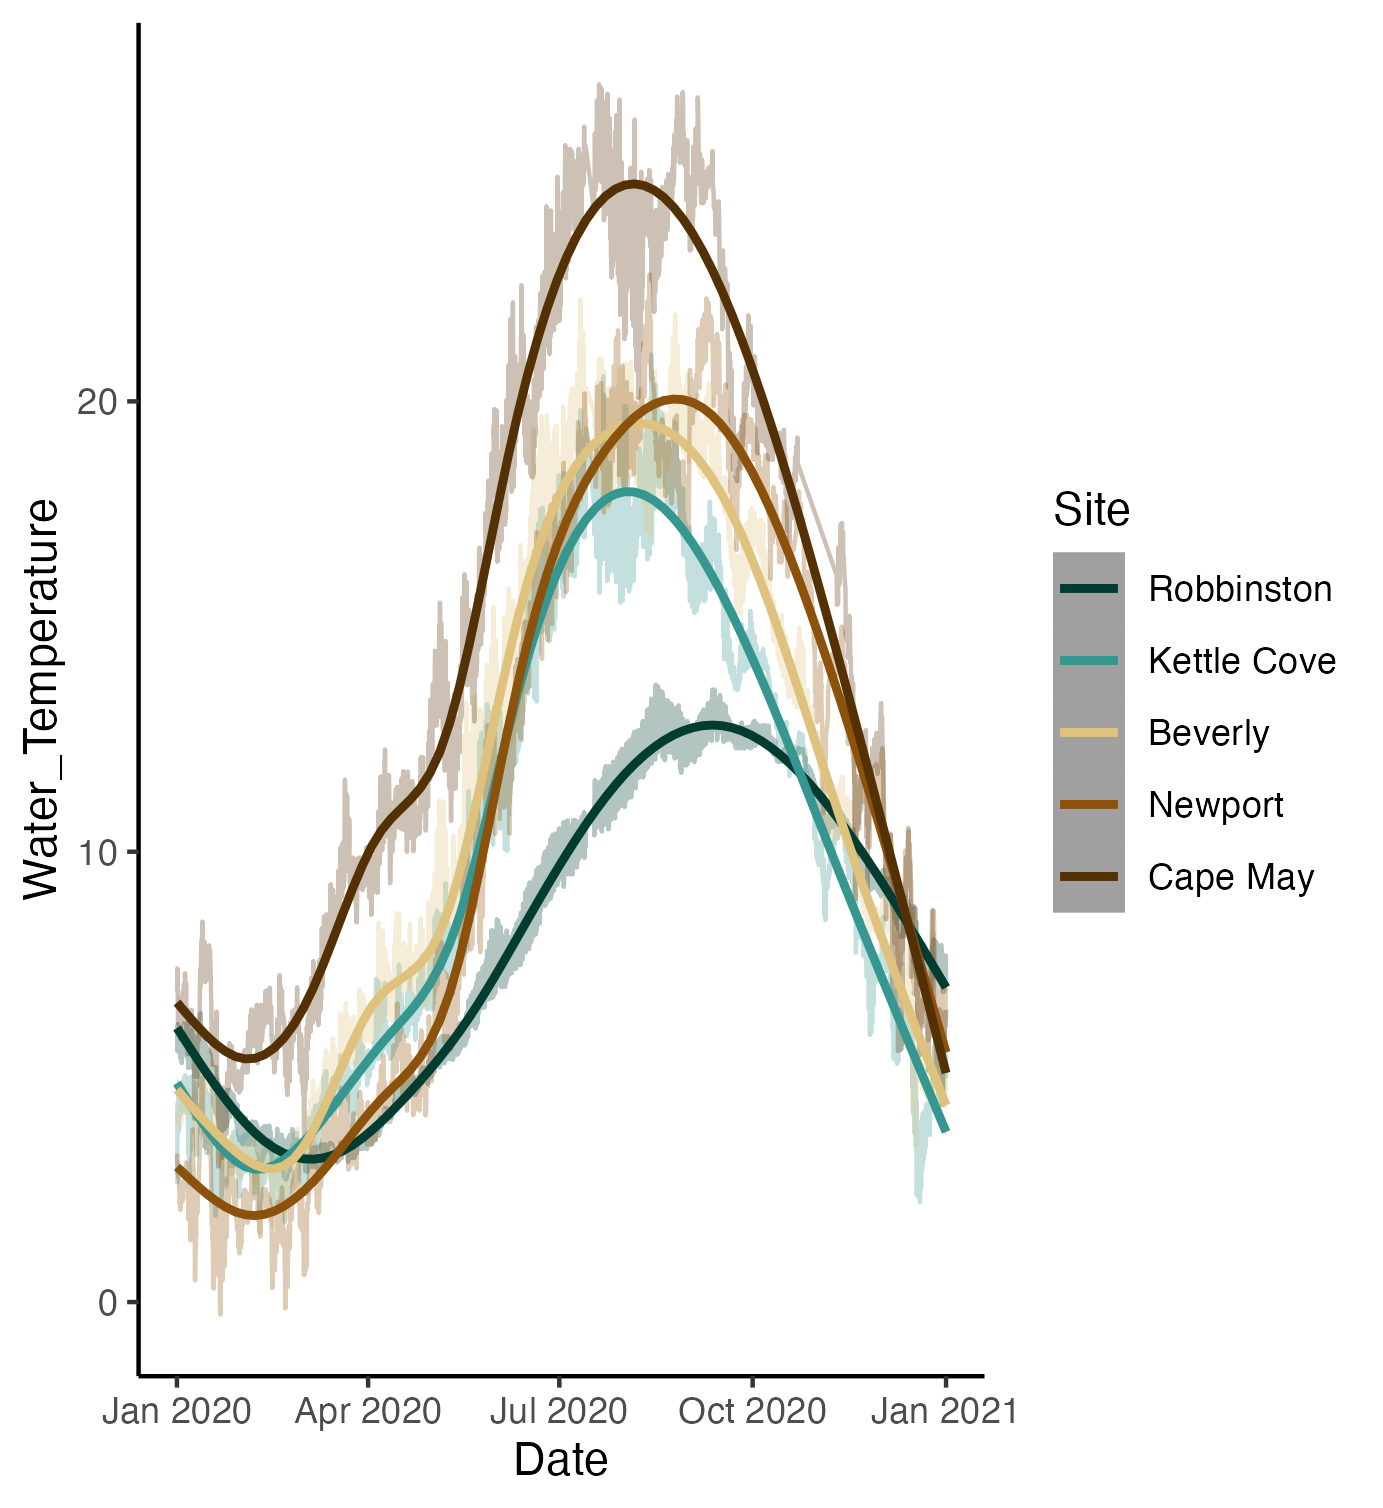 Water_Temperature
20
10
0
Jan 2020
Apr 2020
Jul 2020
Oct 2020
Jan 2021
Date
Site
Robbinston
Kettle Cove
Beverly
Newport
Cape May